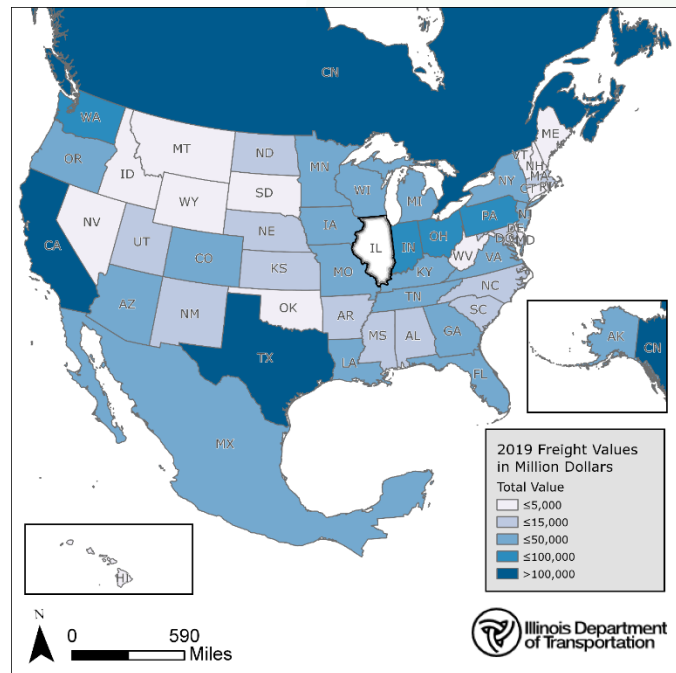 CN
WA
MT
ND
MN
ME
VT
NH
OR
ID
SD
WI
MI
NY
MA
CT
RI
WY
IA
PA
NJ
NV
NE
IL
IN
OH
DE
DC
MD
CA
UT
CO
KS
MO
KY
WV
VA
AZ
NM
OK
AR
TN
NC
SC
TX
MS
AL
GA
LA
FL
AK
CN
MX
2019 Freight Values
in Million Dollars
Total Value
≤5,000
≤15,000
≤50,000
≤100,000
>100,000
HI
N
0 590
Miles
Illinois Department
of Transportation